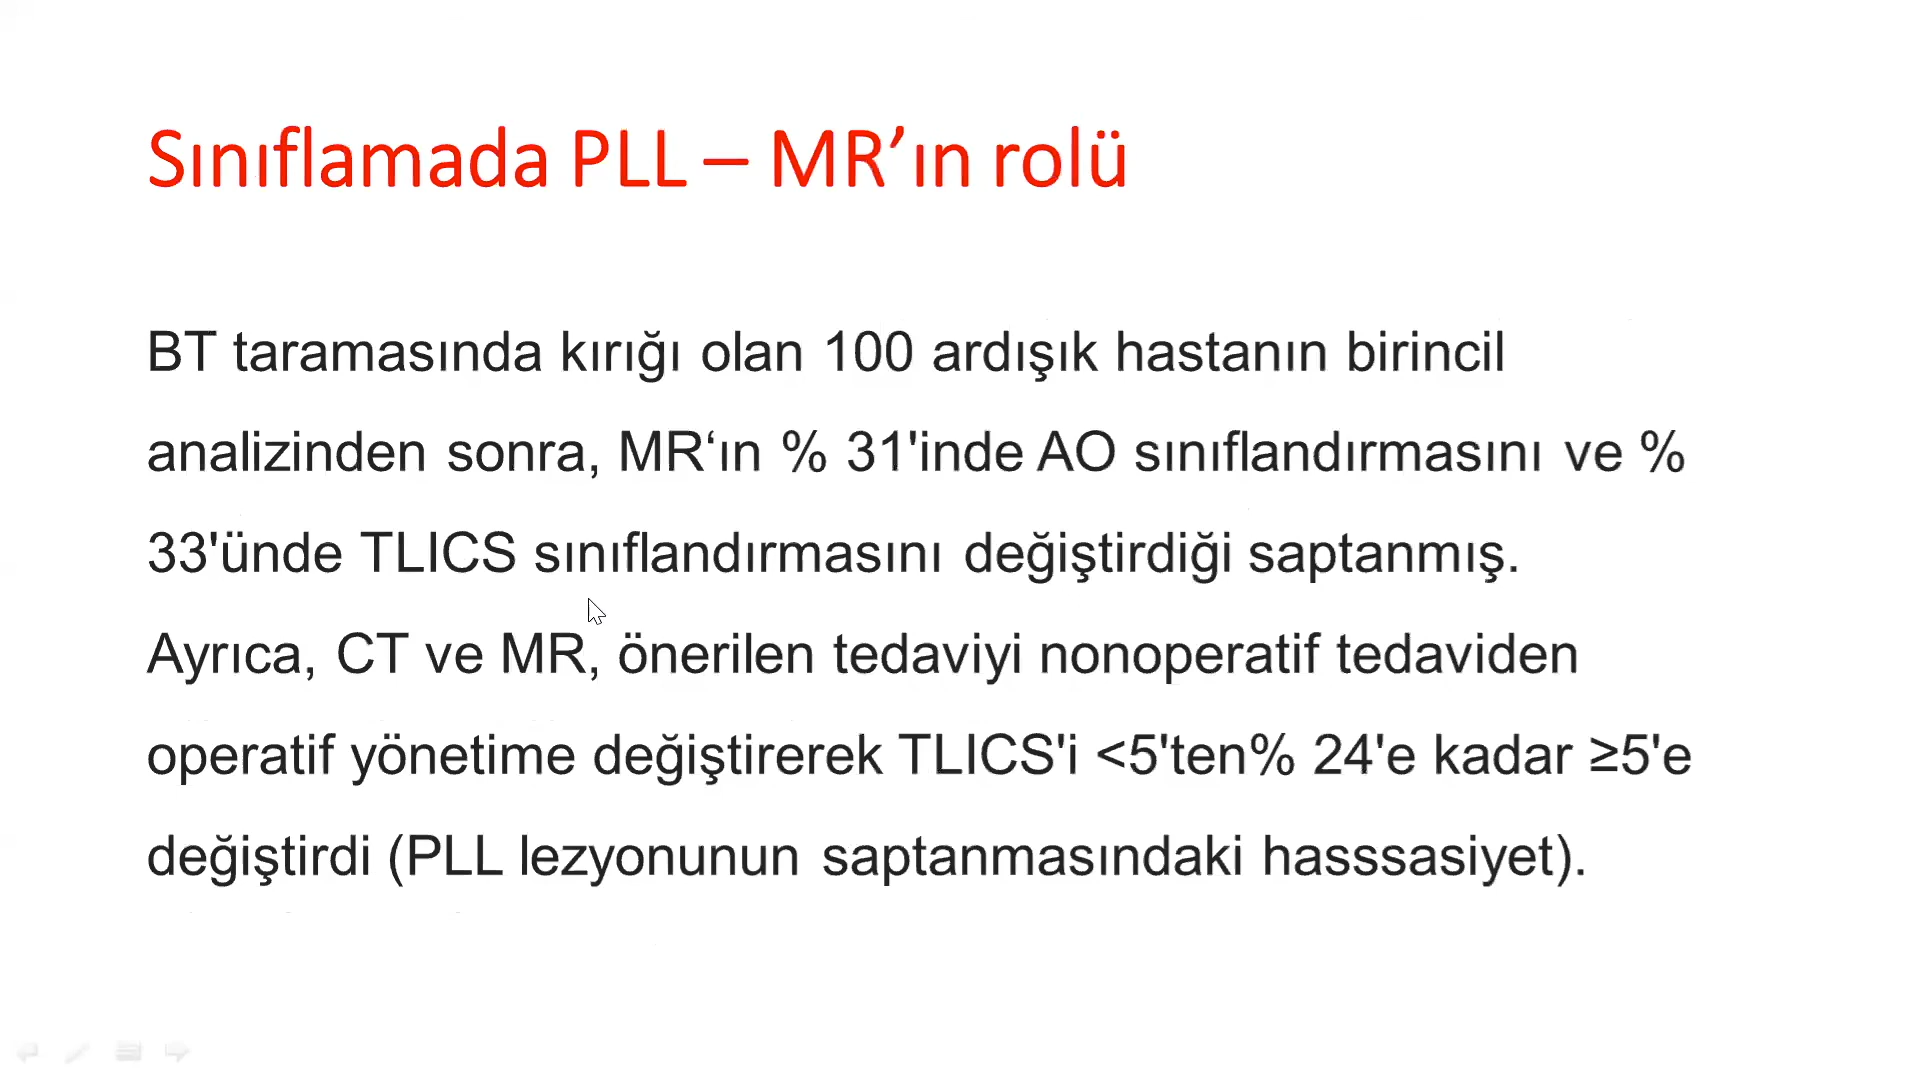 Sınıflamada PLL – MR’ın rolü
BT taramasında kırığı olan 100 ardışık hastanın birincil
analizinden sonra, MR‘ın % 31'inde AO sınıflandırmasını ve %
33'ünde TLICS sınıflandırmasını değiştirdiği saptanmış.
Ayrıca, CT ve MR, önerilen tedaviyi nonoperatif tedaviden
operatif yönetime değiştirerek TLICS'i <5'ten% 24'e kadar ≥5'e
değiştirdi (PLL lezyonunun saptanmasındaki hasssasiyet).